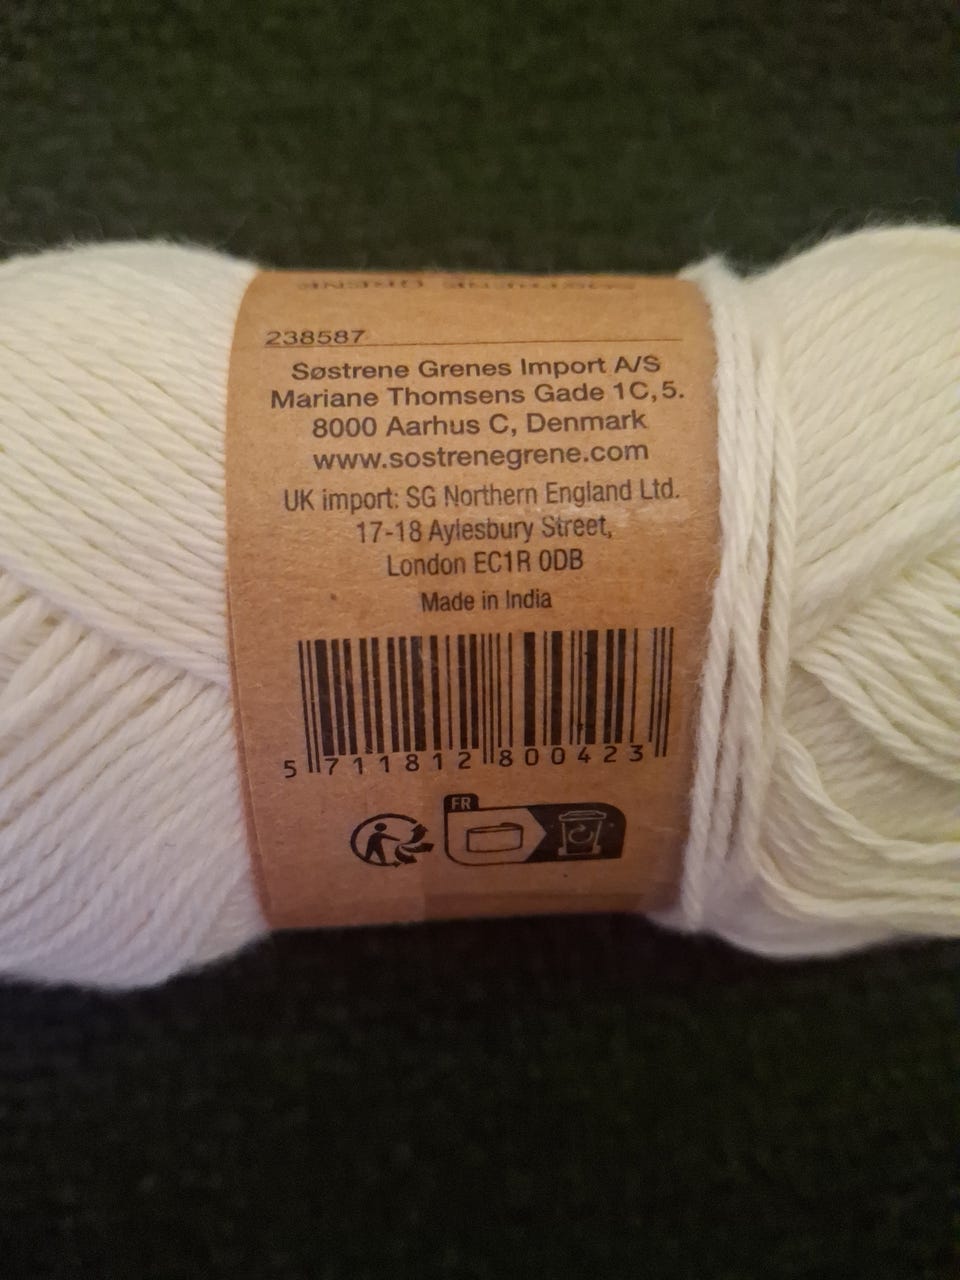 238587
Søstrene Grenes Import A/S
Mariane Thomsens Gade 1C, 5.
8000 Aarhus C, Denmark
www.sostrenegrene.com
UK import: SG Northern England Ltd.
17-18 Aylesbury Street,
London EC1R 0DB
Made in India
5 711812 800423
FR